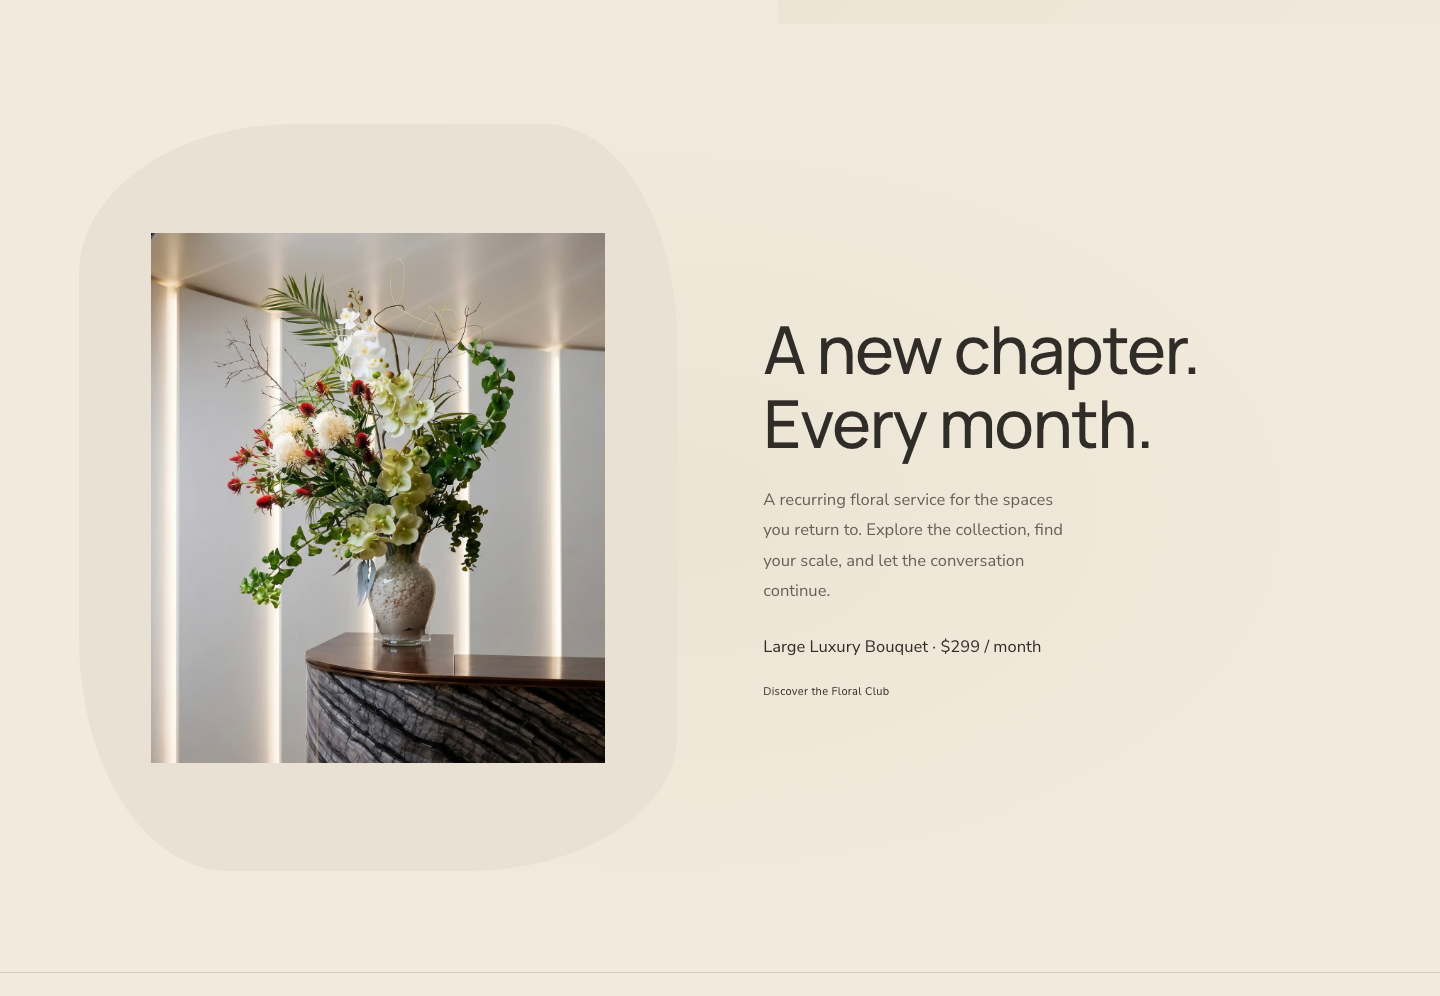 A new chapter.
Every month.
A recurring floral service for the spaces
you return to. Explore the collection, find
your scale, and let the conversation
continue.
Large Luxury Bouquet · $299 / month
Discover the Floral Club